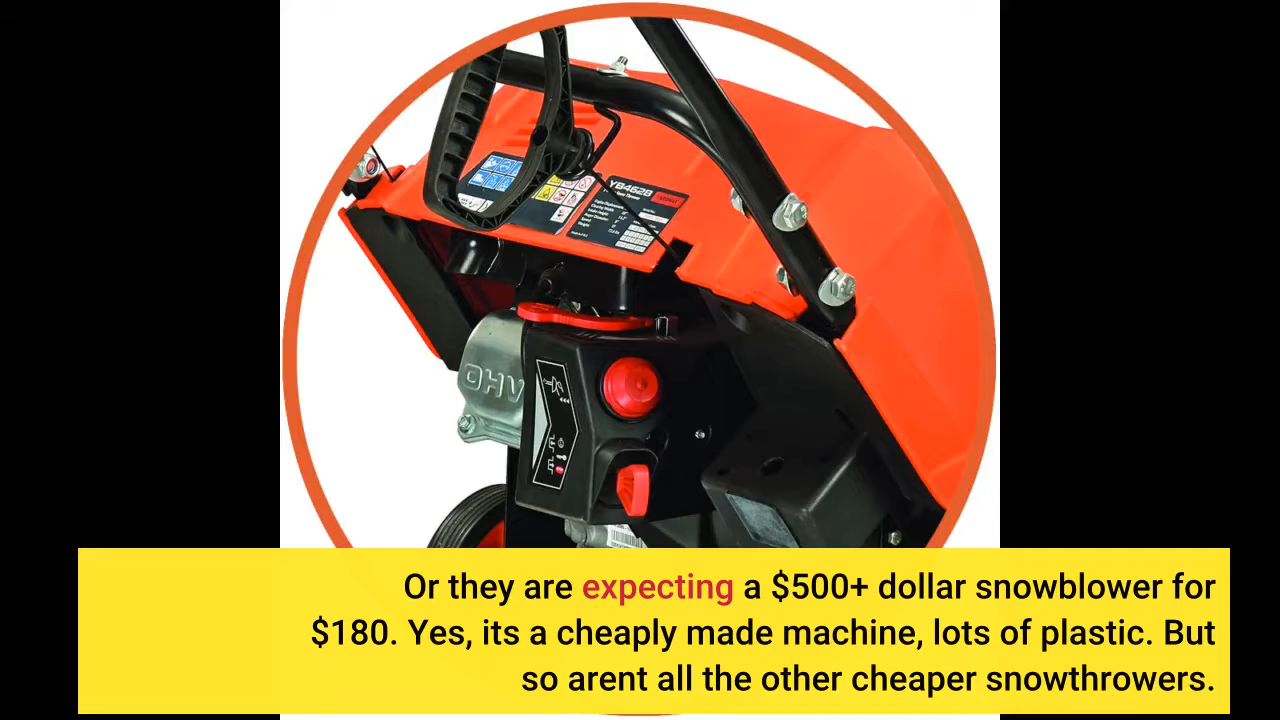 YB4628
OHV
Or they are expecting a $500+ dollar snowblower for
$180. Yes, its a cheaply made machine, lots of plastic. But
so arent all the other cheaper snowthrowers.